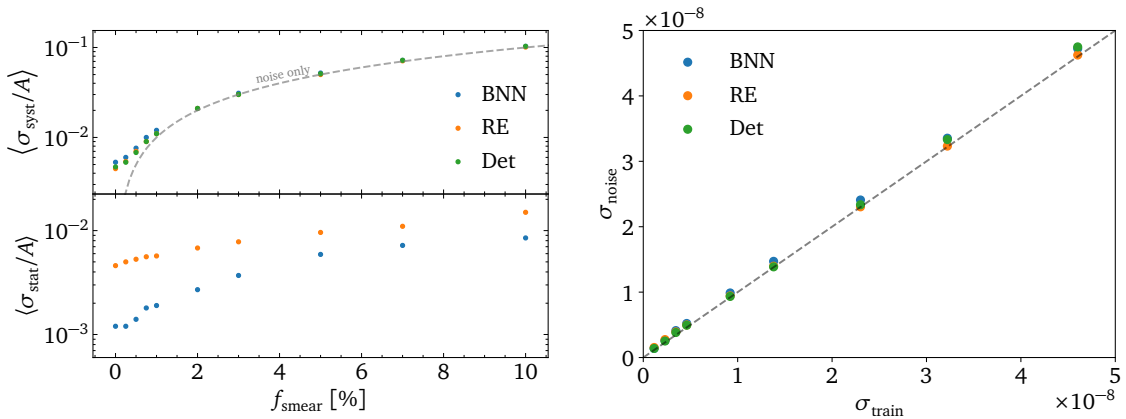 10⁻¹
10⁻²
⟨σ_syst/A⟩
noise only
BNN
RE
Det
10⁻²
10⁻³
⟨σ_stat/A⟩
0 2 4 6 8 10
f_smear [%]
×10⁻⁸
5
4
3
2
1
0
σ_noise
BNN
RE
Det
0 1 2 3 4 5
σ_train
×10⁻⁸